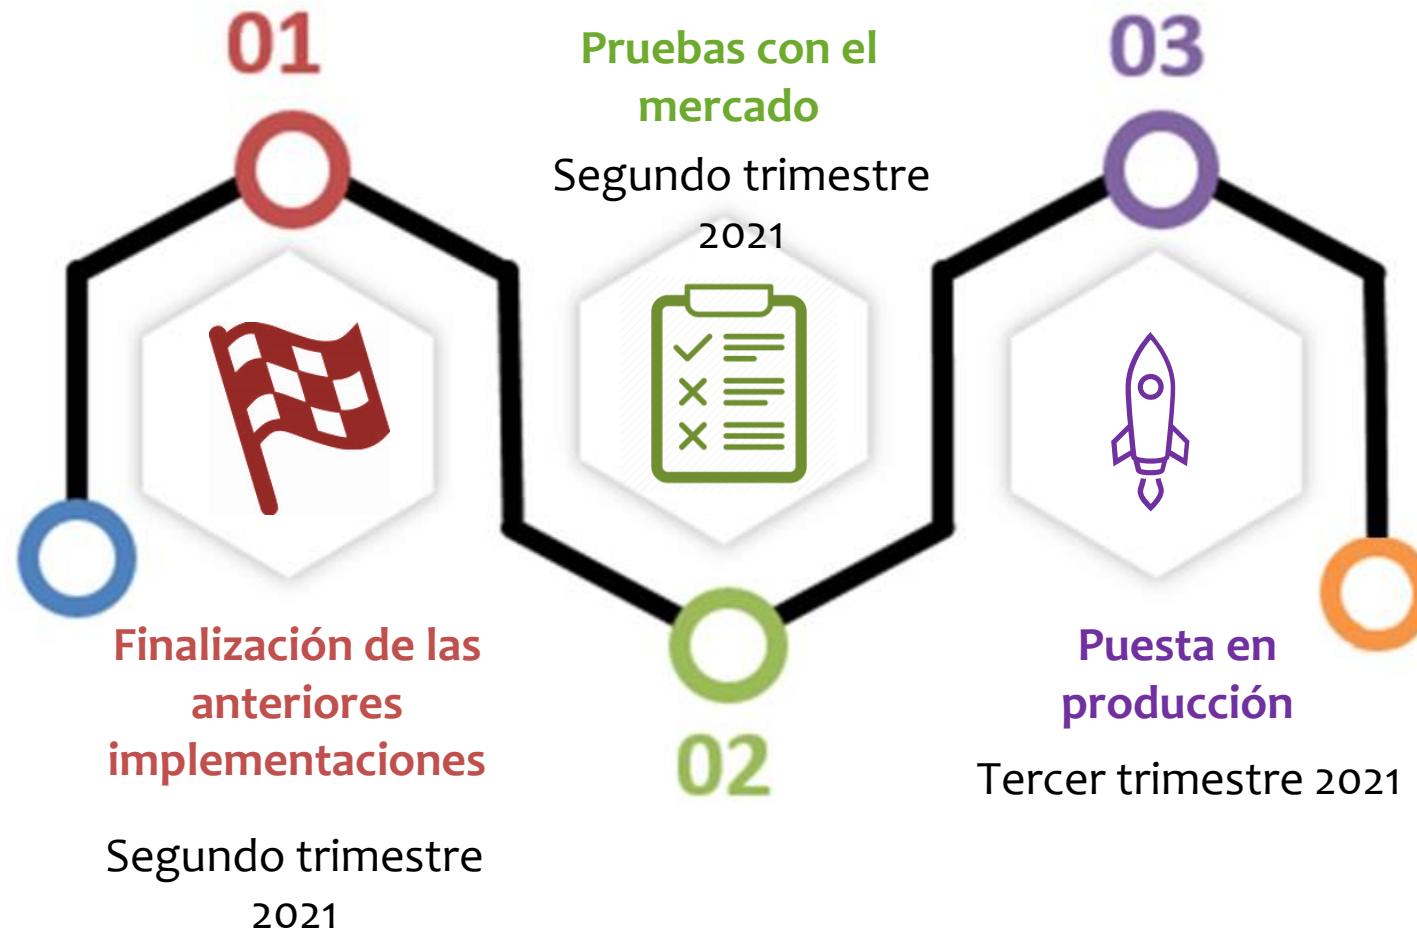 01
Finalización de las
anteriores
implementaciones
Segundo trimestre
2021
Pruebas con el
mercado
Segundo trimestre
2021
02
03
Puesta en
producción
Tercer trimestre 2021